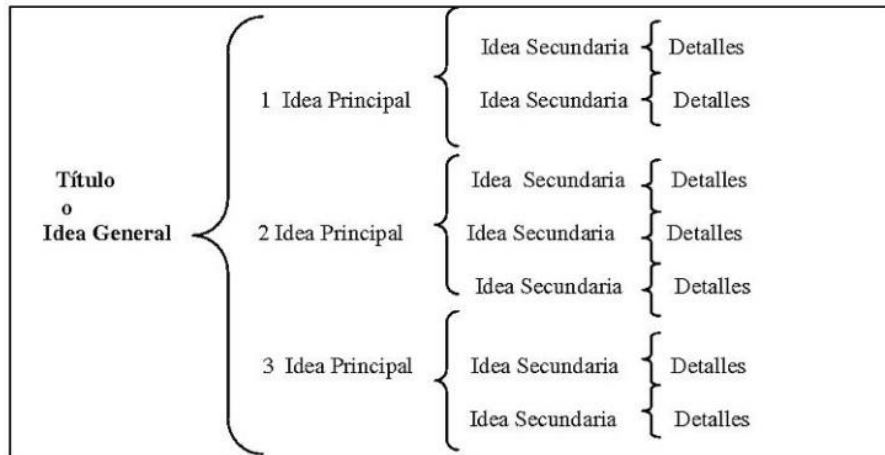 Idea Secundaria
Detalles
1 Idea Principal
Idea Secundaria
Detalles
Título
o
Idea General
Idea Secundaria
Detalles
2 Idea Principal
Idea Secundaria
Detalles
Idea Secundaria
Detalles
3 Idea Principal
Idea Secundaria
Detalles
Idea Secundaria
Detalles